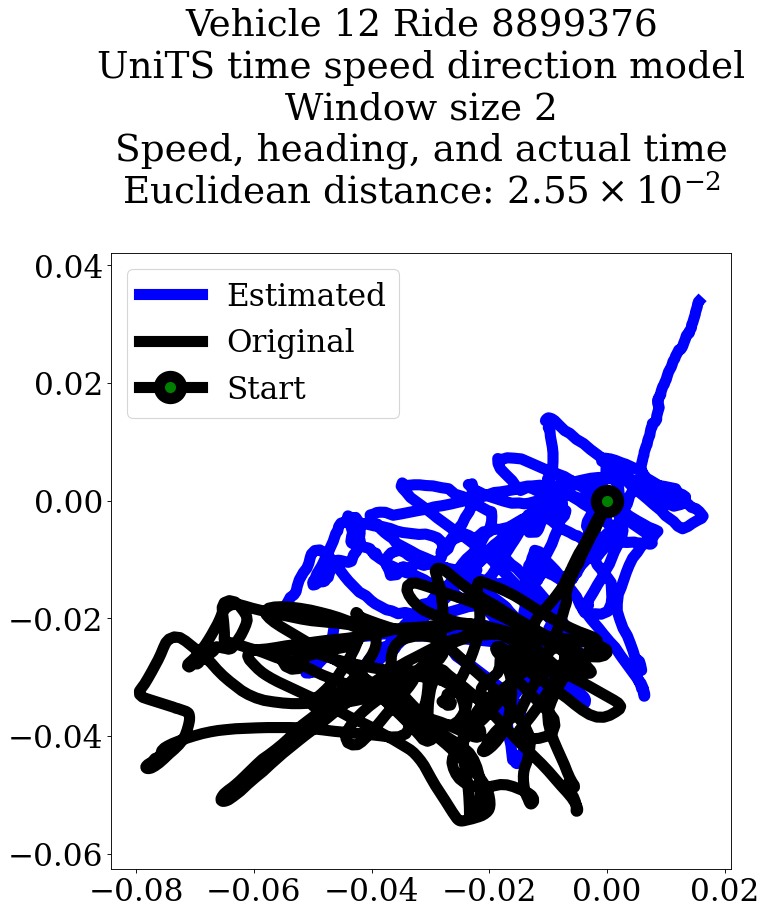 Vehicle 12 Ride 8899376
UniTS time speed direction model
Window size 2
Speed, heading, and actual time
Euclidean distance: 2.55 × 10⁻²
0.04
0.02
0.00
−0.02
−0.04
−0.06
Estimated
Original
Start
−0.08 −0.06 −0.04 −0.02 0.00 0.02